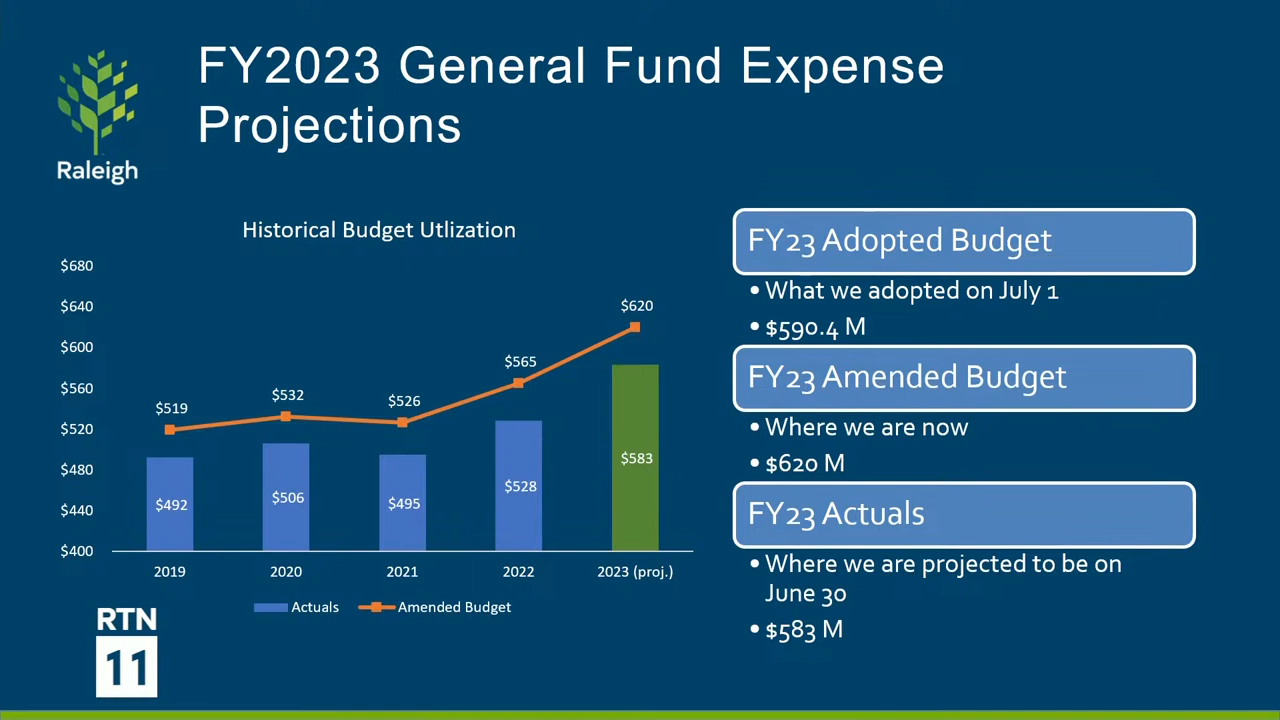 FY2023 General Fund Expense
Projections
Raleigh
Historical Budget Utlization
$680
$640
$600
$560
$520
$480
$440
$400
$519
$532
$526
$565
$620
$492
$506
$495
$528
$583
2019
2020
2021
2022
2023 (proj.)
Actuals
Amended Budget
FY23 Adopted Budget
• What we adopted on July 1
• $590.4 M
FY23 Amended Budget
• Where we are now
• $620 M
FY23 Actuals
• Where we are projected to be on
June 30
• $583 M
RTN
11